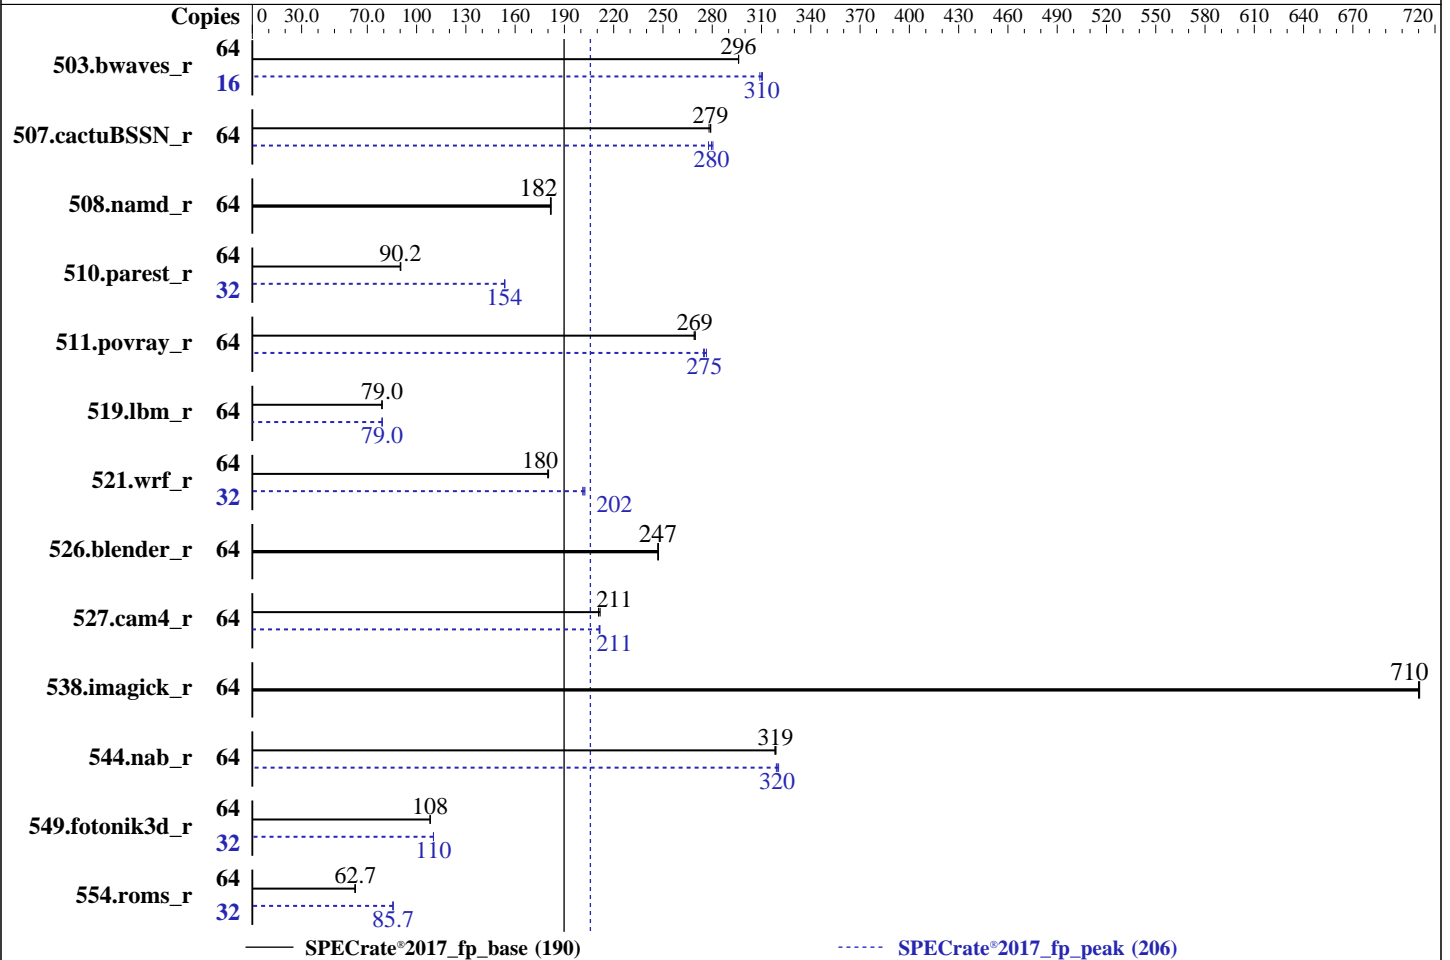 Copies 0 30.0 70.0 100 130 160 190 220 250 280 310 340 370 400 430 460 490 520 550 580 610 640 670 720
503.bwaves_r 64 296
16 310
507.cactuBSSN_r 64 279
280
508.namd_r 64 182
510.parest_r 64 90.2
32 154
511.povray_r 64 269
275
519.lbm_r 64 79.0
79.0
521.wrf_r 64 180
32 202
526.blender_r 64 247
527.cam4_r 64 211
211
538.imagick_r 64 710
544.nab_r 64 319
320
549.fotonik3d_r 64 108
32 110
554.roms_r 64 62.7
32 85.7
SPECrate®2017_fp_base (190) SPECrate®2017_fp_peak (206)